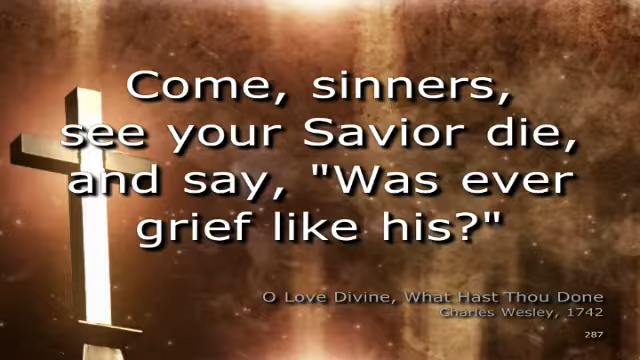 Come, sinners,
see your Savior die,
and say, "Was ever
grief like his?"
O Love Divine, What Hast Thou Done
Charles Wesley, 1742
287